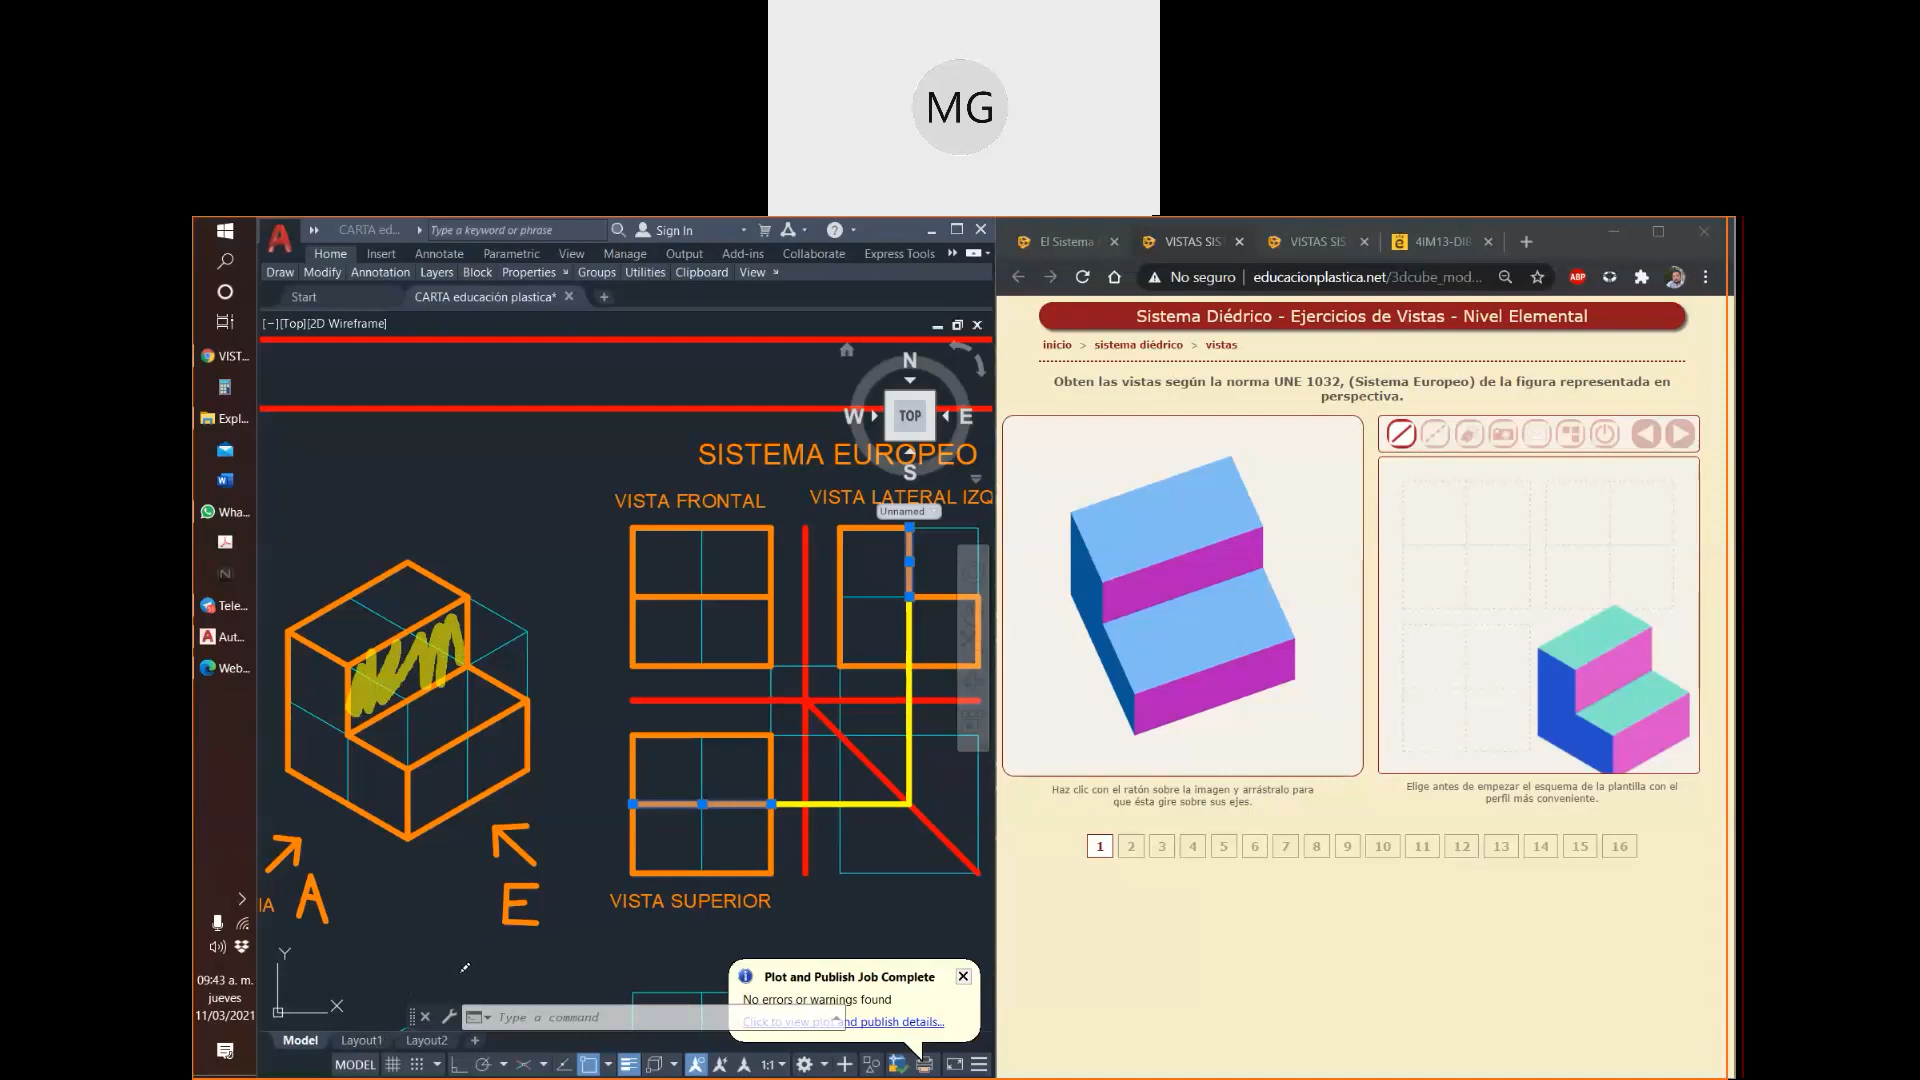 MG
CARTA ed...
Type a keyword or phrase
Sign In
Home Insert Annotate Parametric View Manage Output Add-ins Collaborate Express Tools
Draw Modify Annotation Layers Block Properties Groups Utilities Clipboard View
Start
CARTA educación plastica*
[−][Top][2D Wireframe]
N
W TOP E
S
SISTEMA EUROPEO
VISTA FRONTAL
VISTA LATERAL IZQ
Unnamed
VISTA SUPERIOR
A
E
IA
Y
X
Type a command
Plot and Publish Job Complete
No errors or warnings found
Click to view plot and publish details...
Model Layout1 Layout2 +
MODEL
1:1
VIST...
Expl...
Wha...
Tele...
Aut...
Web...
09:43 a. m.
jueves
11/03/2021
El Sistema
VISTAS SIS
VISTAS SIS
4IM13-DIB
No seguro | educacionplastica.net/3dcube_mod...
ABP
Sistema Diédrico - Ejercicios de Vistas - Nivel Elemental
inicio > sistema diédrico > vistas
Obten las vistas según la norma UNE 1032, (Sistema Europeo) de la figura representada en
perspectiva.
Haz clic con el ratón sobre la imagen y arrástralo para
que ésta gire sobre sus ejes.
Elige antes de empezar el esquema de la plantilla con el
perfil más conveniente.
1 2 3 4 5 6 7 8 9 10 11 12 13 14 15 16